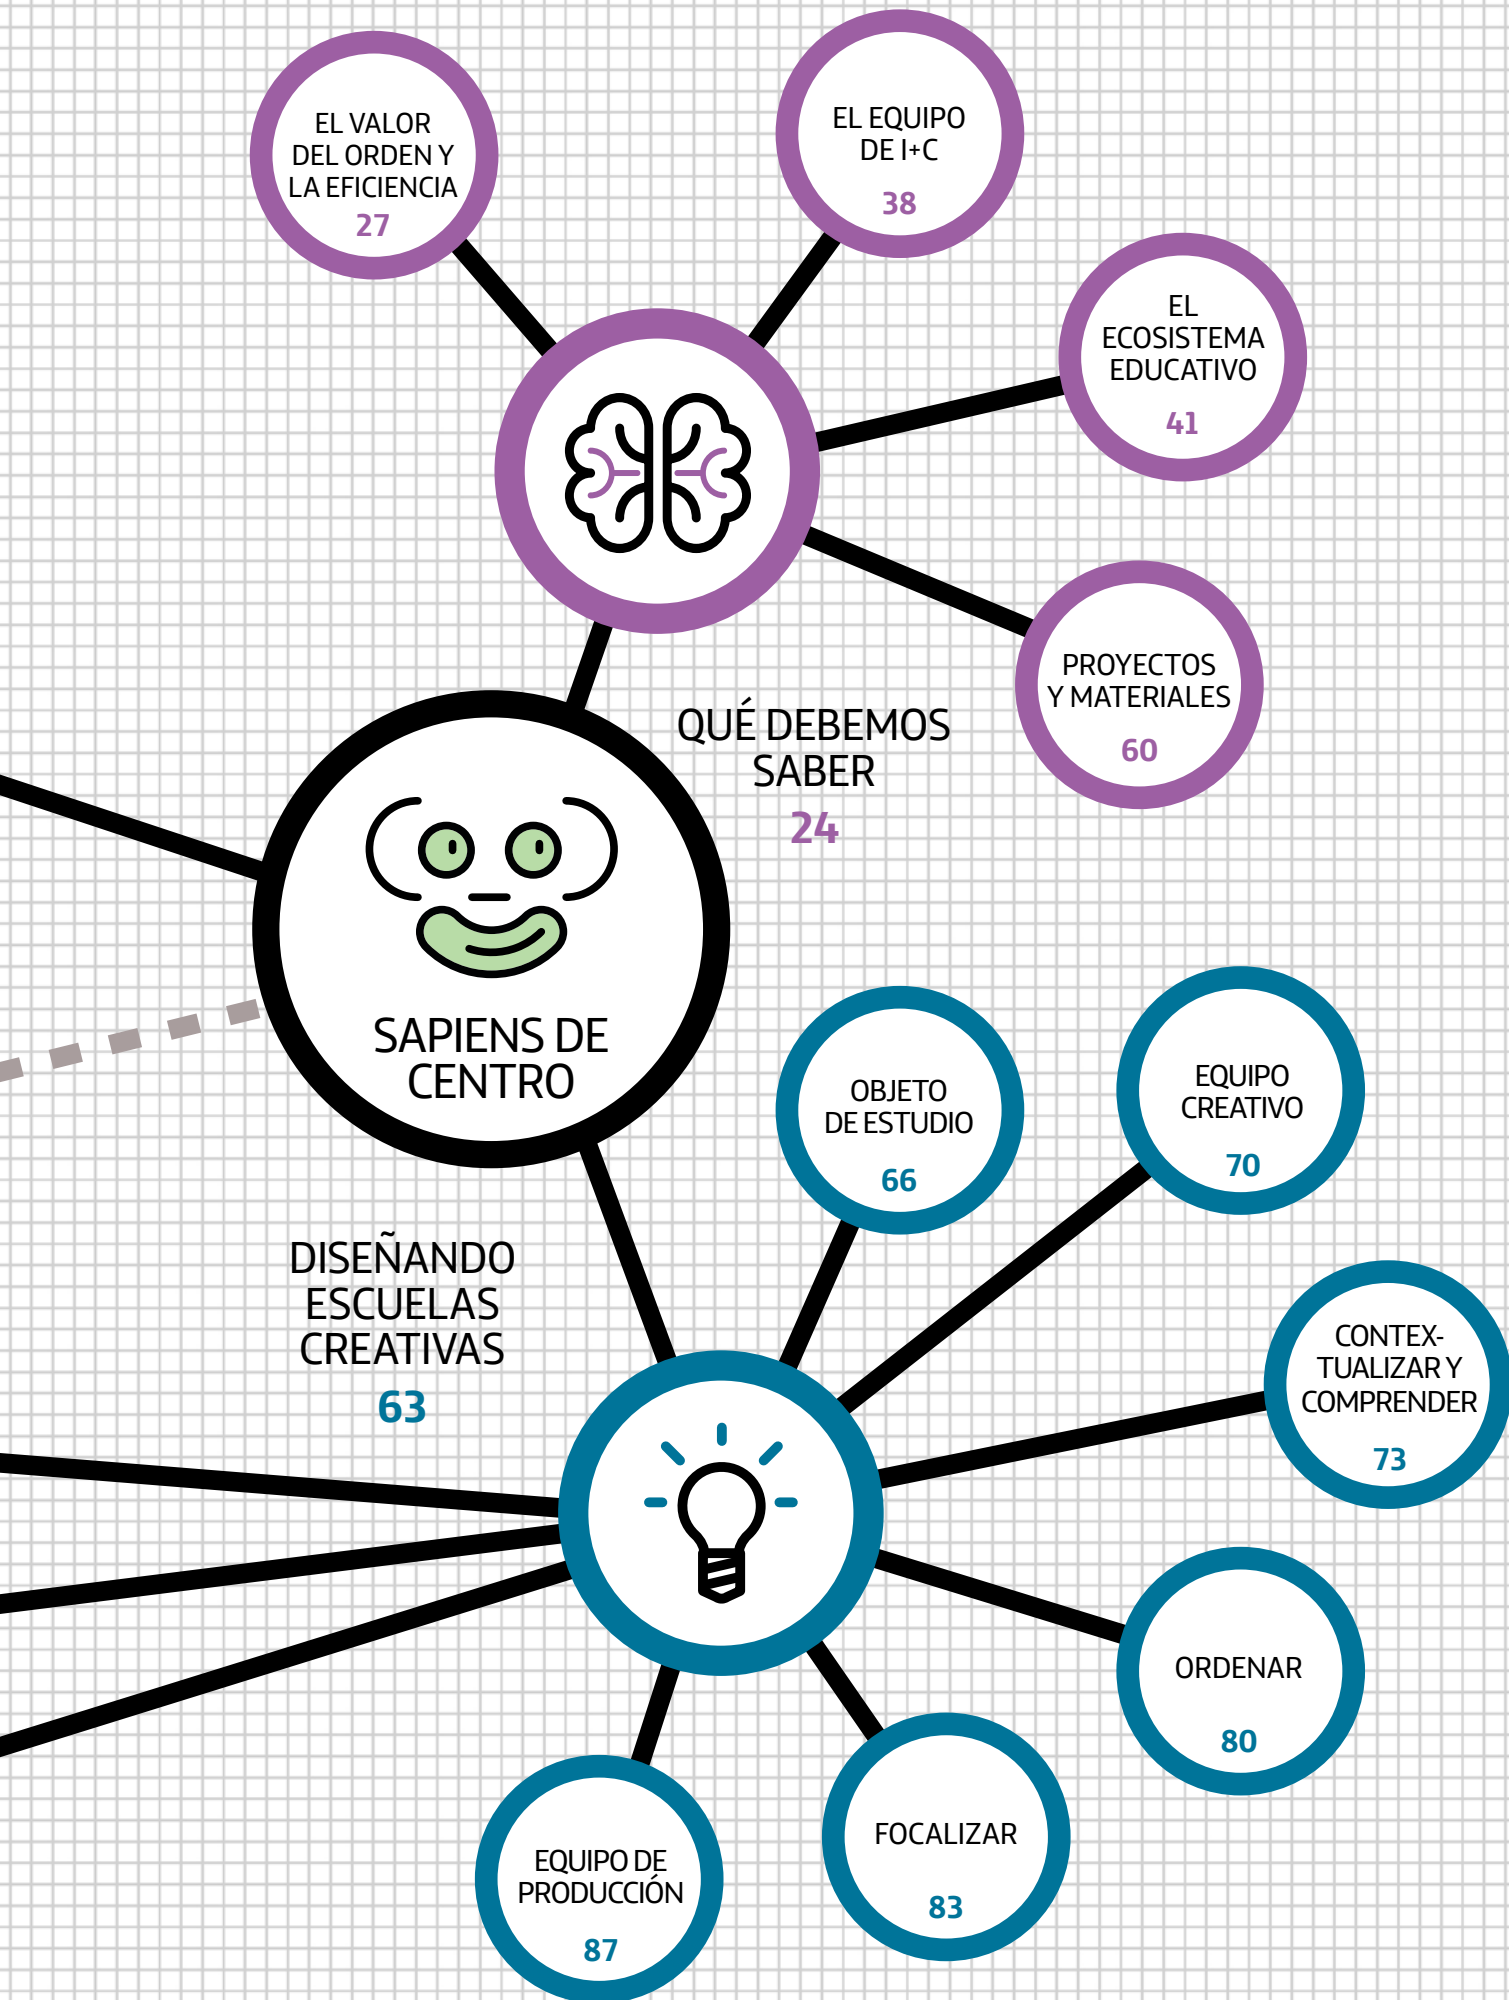 EL VALOR
DEL ORDEN Y
LA EFICIENCIA
27
EL EQUIPO
DE I+C
38
EL
ECOSISTEMA
EDUCATIVO
41
PROYECTOS
Y MATERIALES
60
QUÉ DEBEMOS
SABER
24
SAPIENS DE
CENTRO
OBJETO
DE ESTUDIO
66
EQUIPO
CREATIVO
70
DISEÑANDO
ESCUELAS
CREATIVAS
63
CONTEX-
TUALIZAR Y
COMPRENDER
73
ORDENAR
80
FOCALIZAR
83
EQUIPO DE
PRODUCCIÓN
87